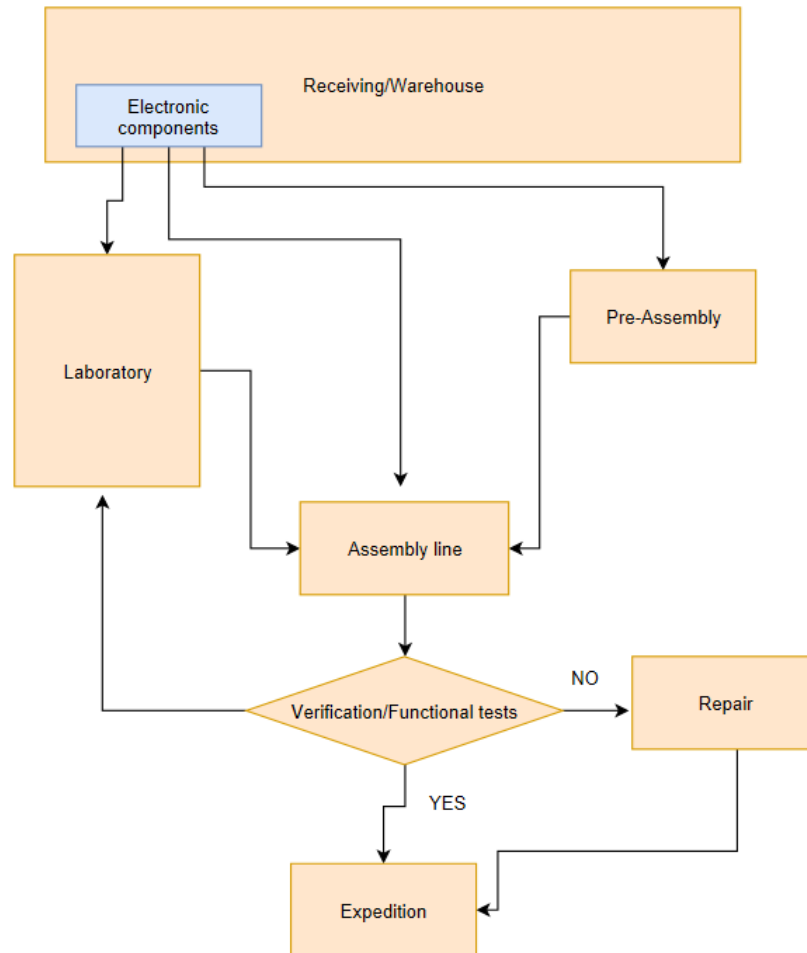 Receiving/Warehouse
Electronic
components
Laboratory
Pre-Assembly
Assembly line
Verification/Functional tests
NO
Repair
YES
Expedition